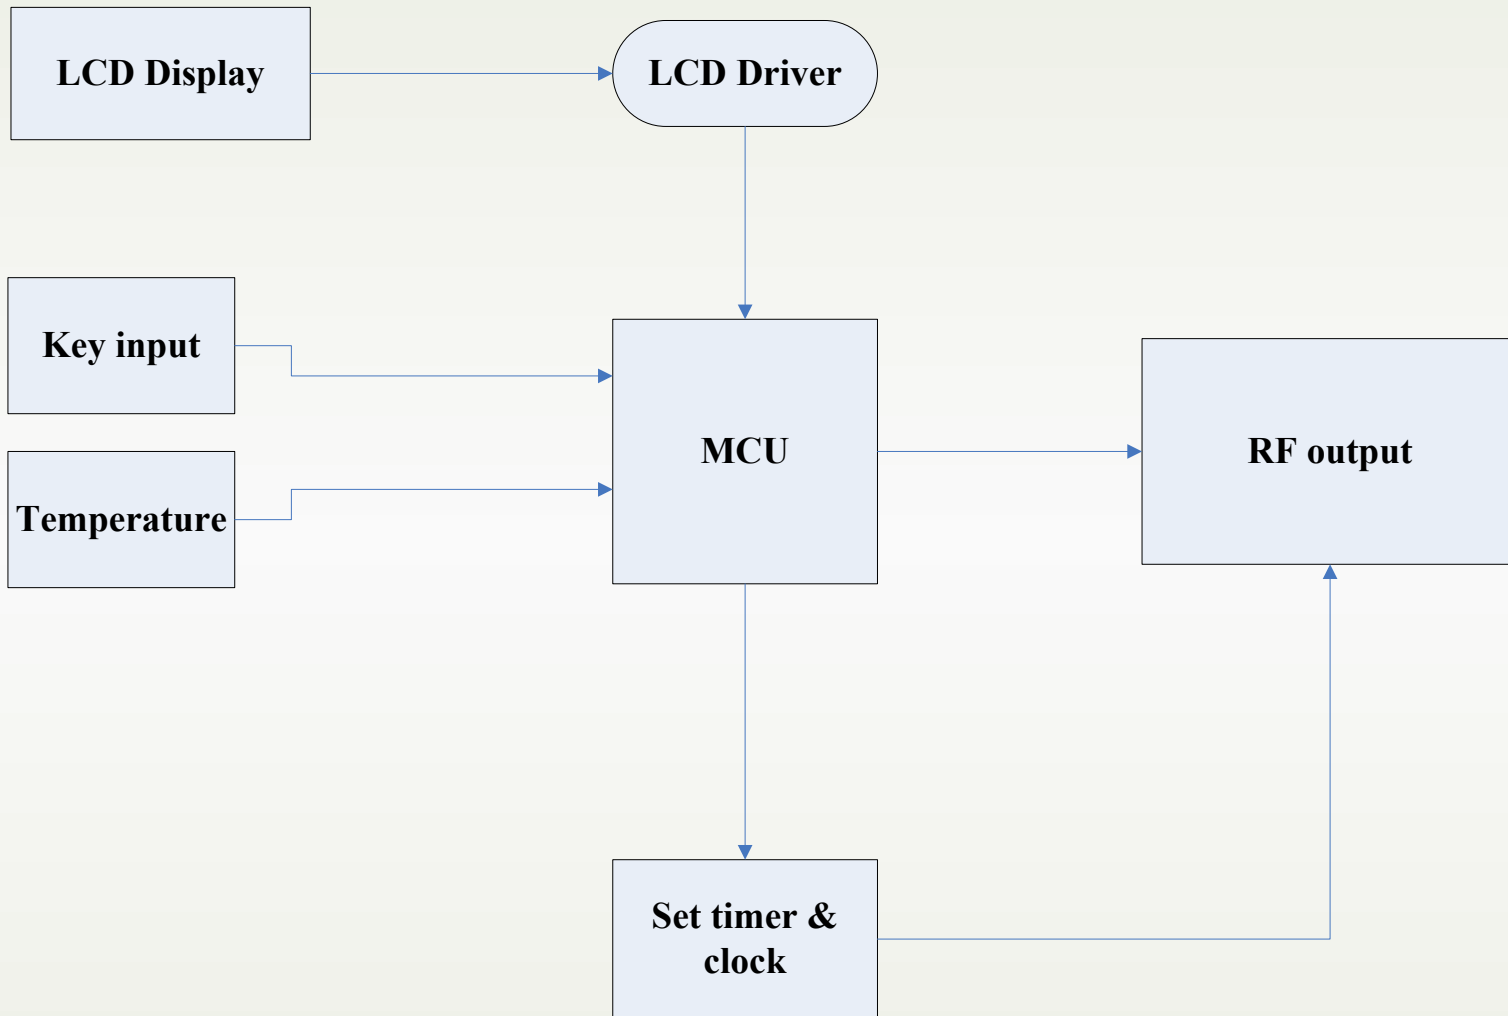 LCD Display
LCD Driver
Key input
MCU
RF output
Temperature
Set timer &
clock